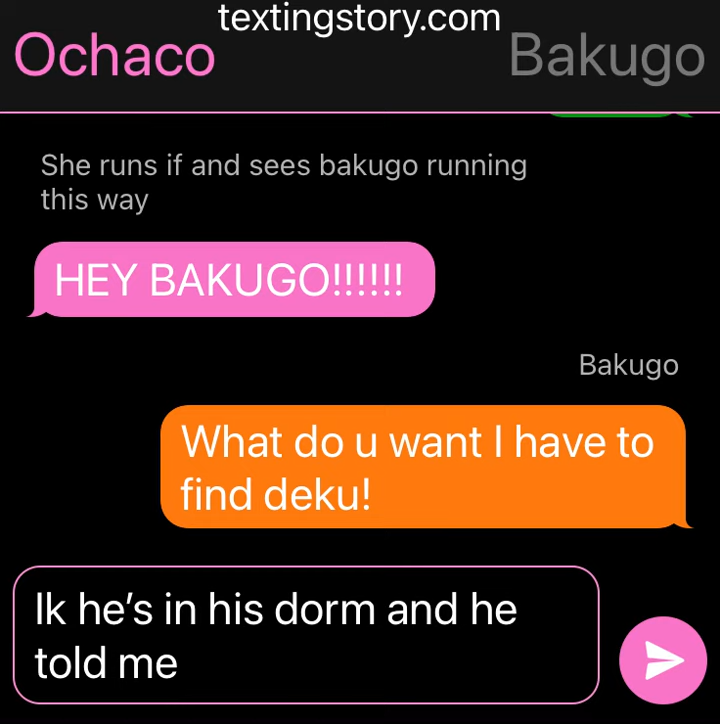 textingstory.com
Ochaco Bakugo
She runs if and sees bakugo running
this way
HEY BAKUGO!!!!!!
Bakugo
What do u want I have to
find deku!
Ik he’s in his dorm and he
told me